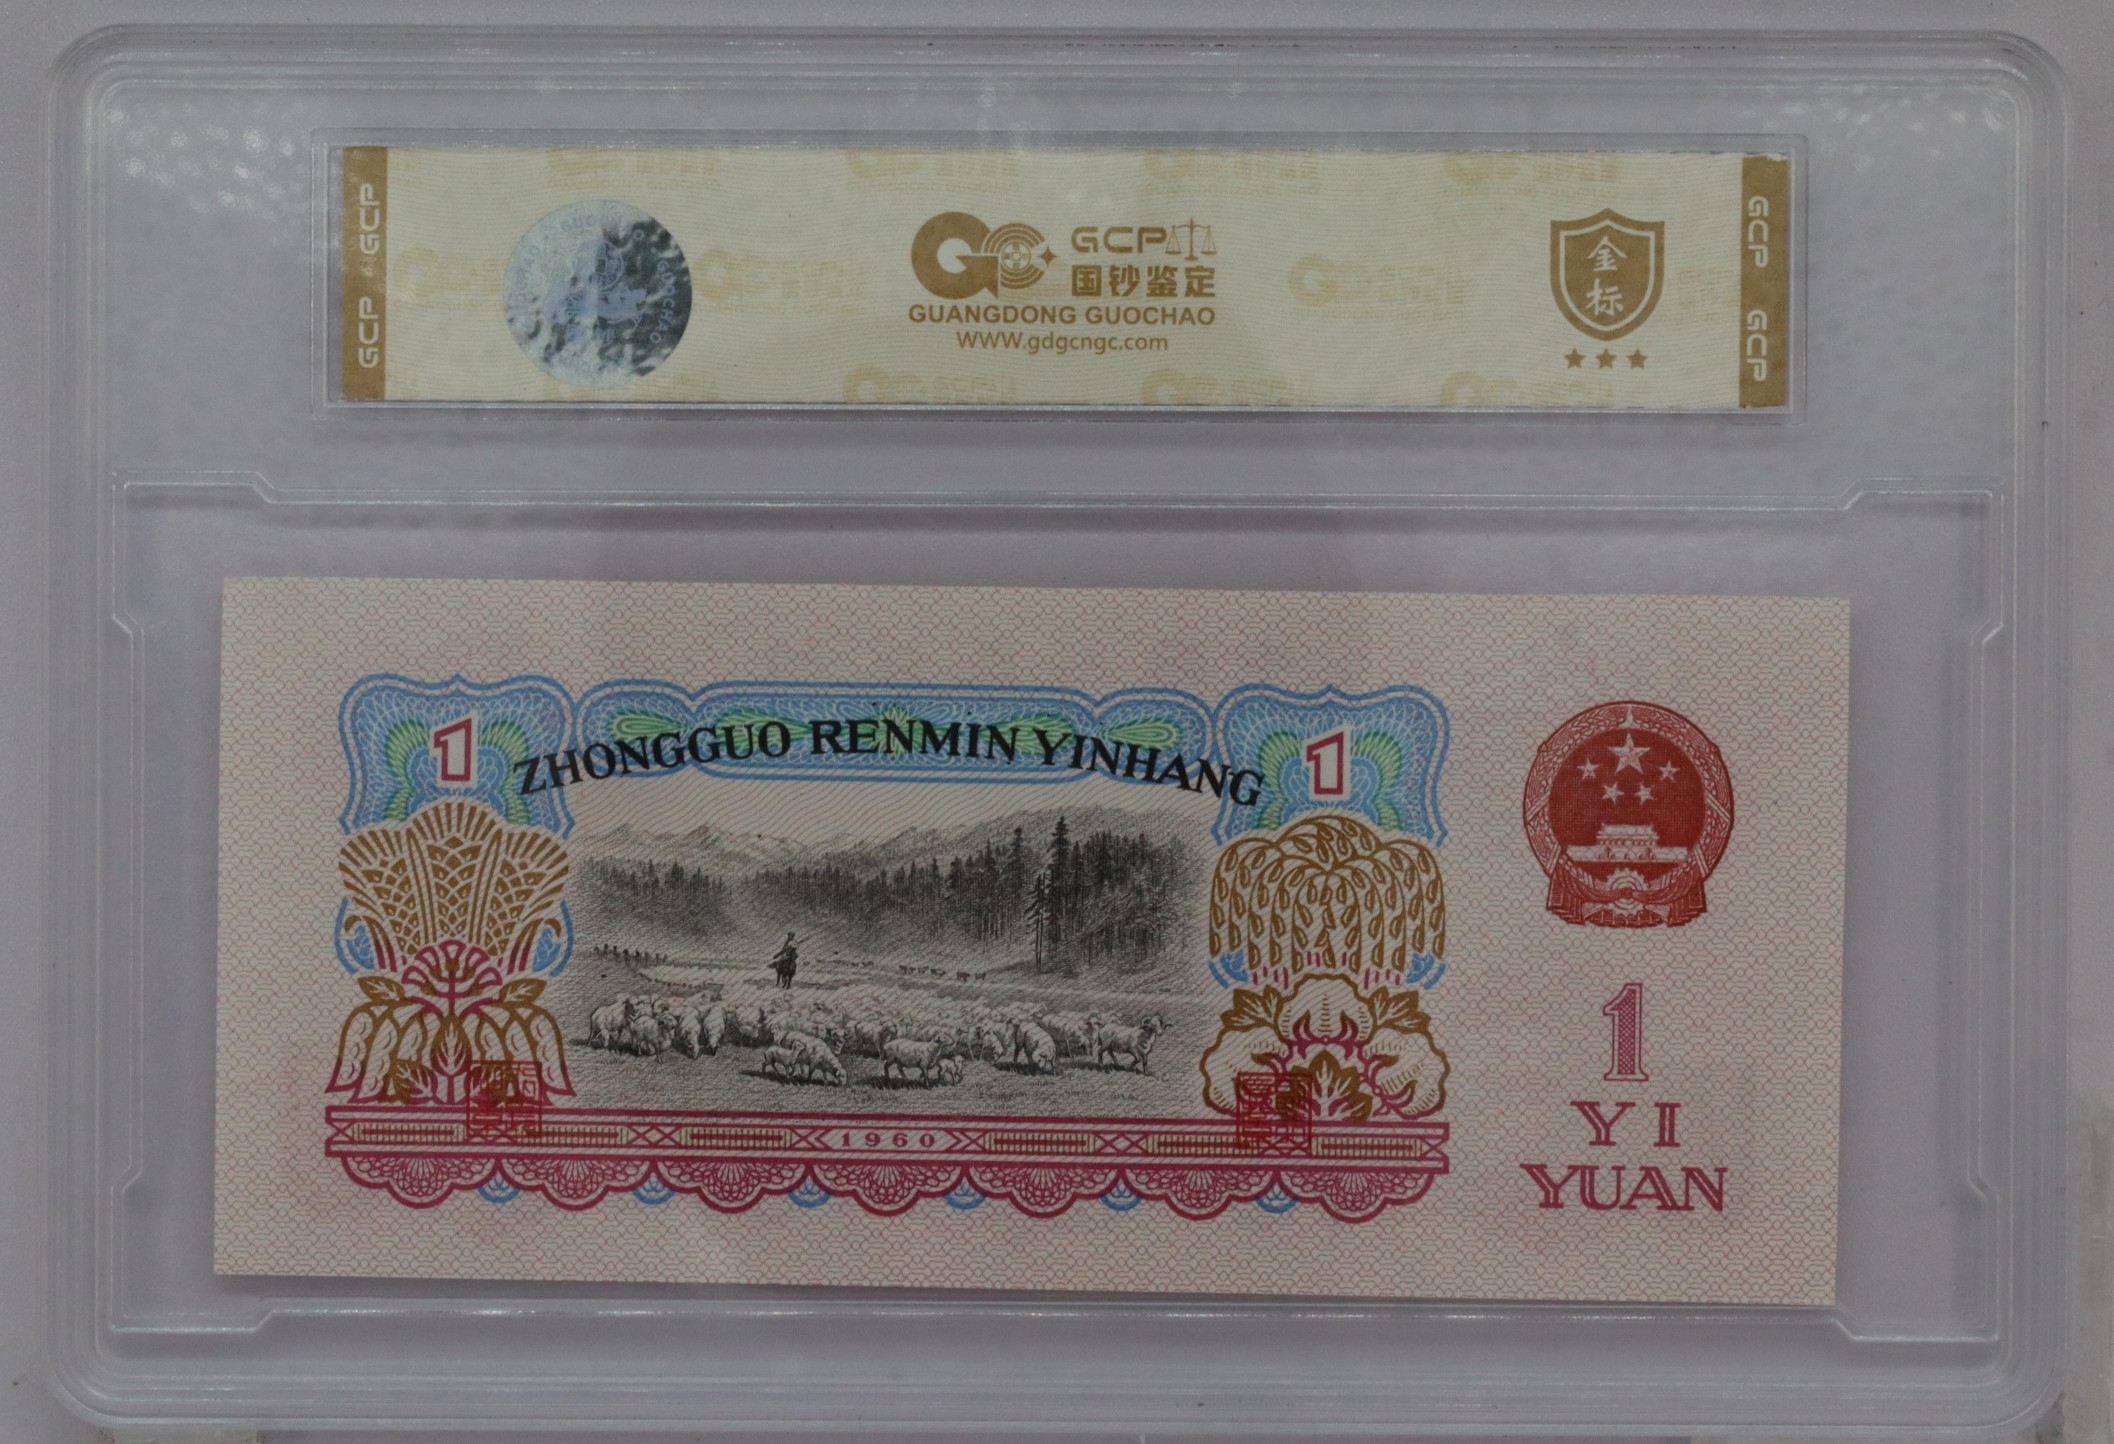 GCP
GCP
GCP
国钞鉴定
GUANGDONG GUOCHAO
WWW.gdgcngc.com
金标
GCP
GCP
1
ZHONGGUO RENMIN YINHANG
1
1960
1
YI
YUAN